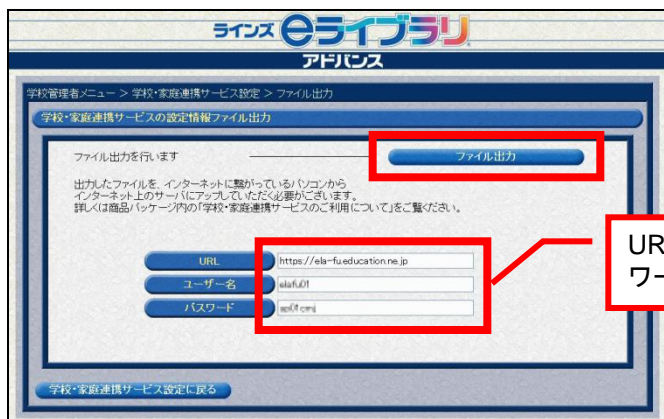 ラインズ eライブラリ
アドバンス
学校管理者メニュー > 学校・家庭連携サービス設定 > ファイル出力
学校・家庭連携サービスの設定情報ファイル出力
ファイル出力を行います
ファイル出力
出力したファイルを、インターネットに繋がっているパソコンから
インターネット上のサーバにアップしていただく必要がございます。
詳しくは商品パッケージ内の「学校・家庭連携サービスのご利用について」をご覧ください。
URL
https://ela-fu.education.ne.jp
ユーザー名
elafu01
パスワード
UR
ワー
学校・家庭連携サービス設定に戻る